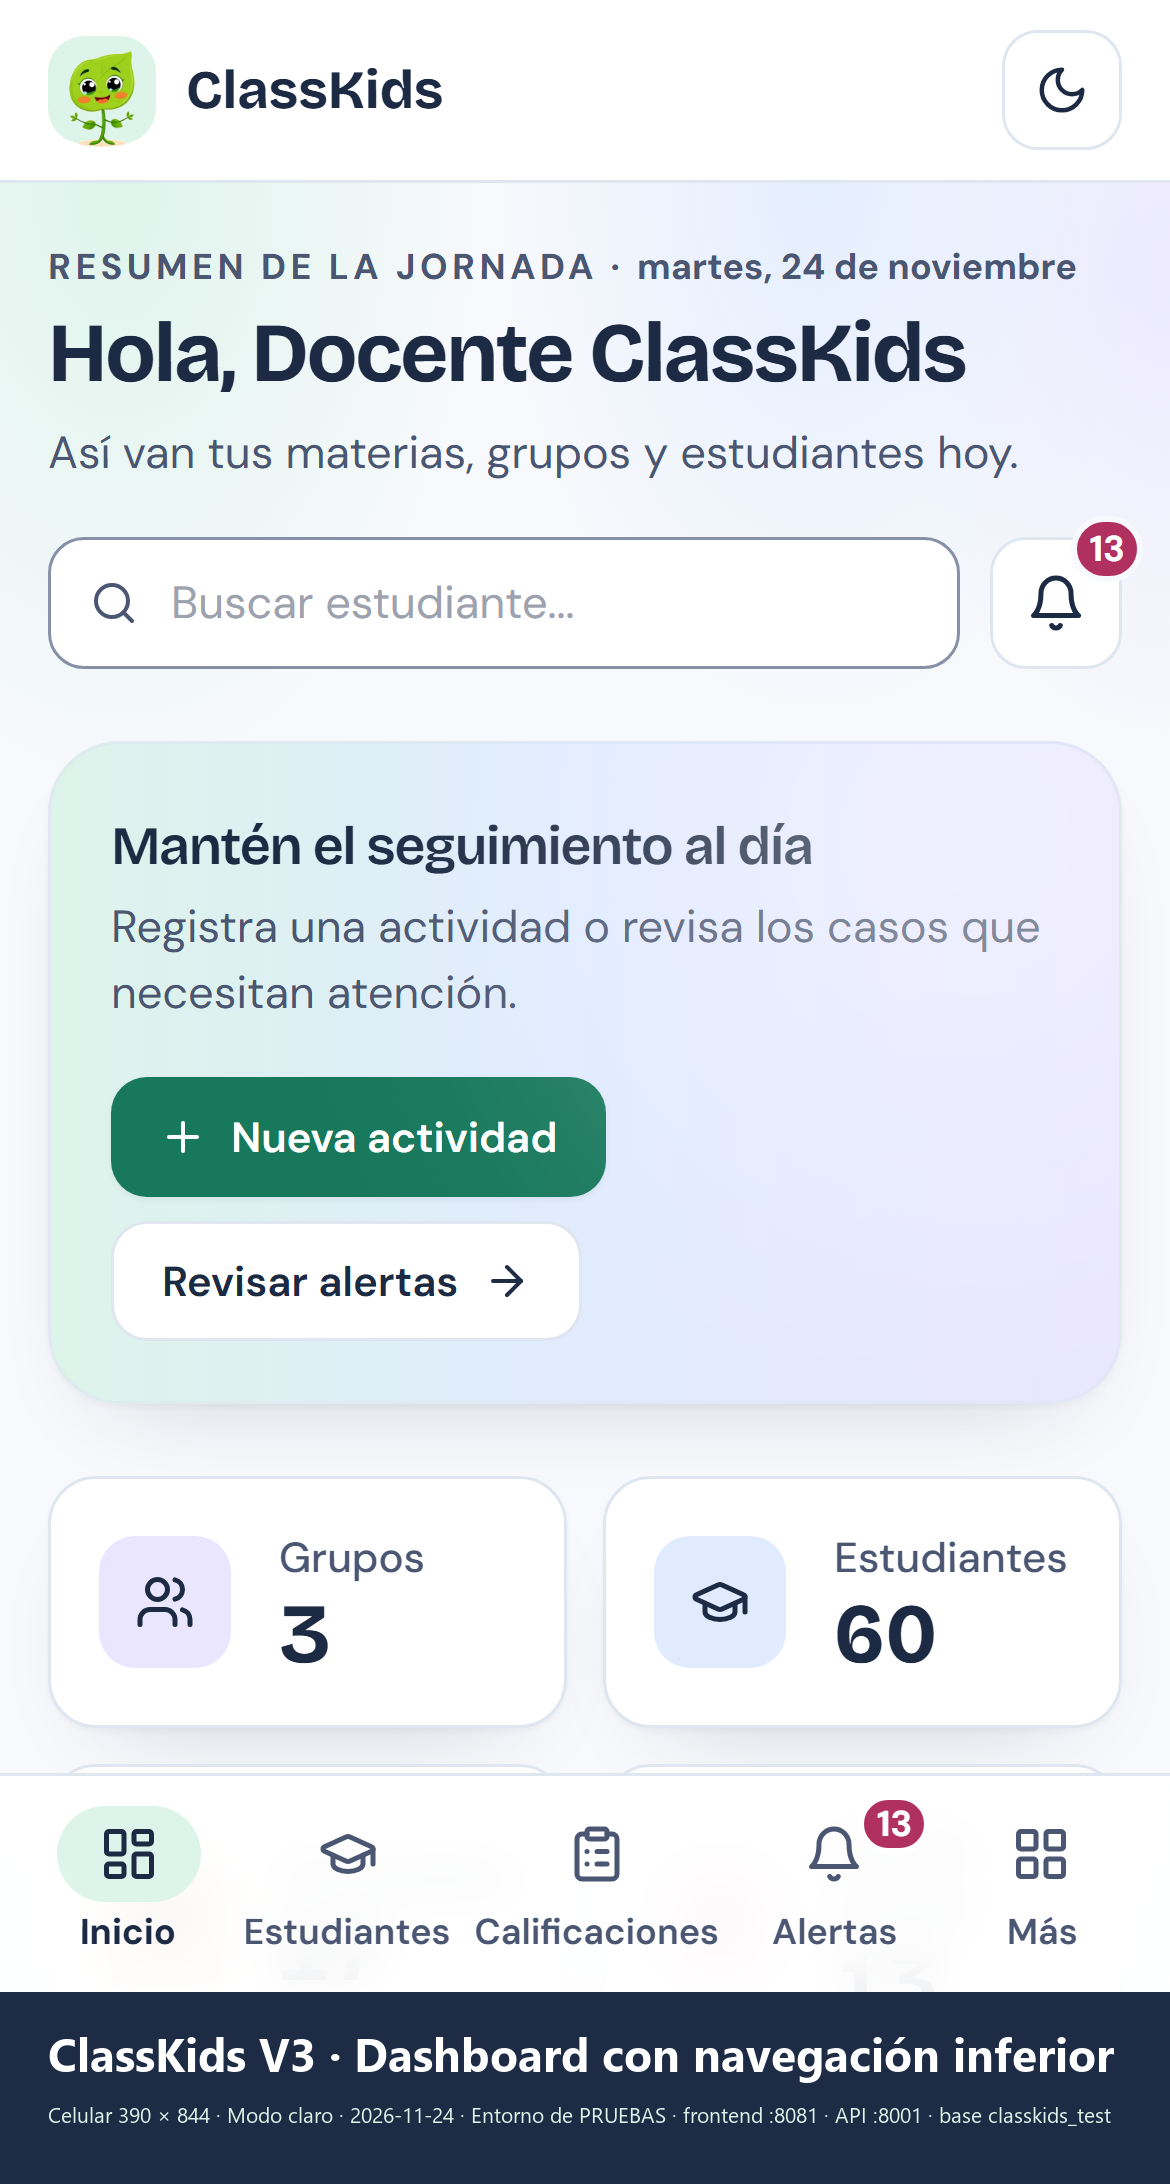 ClassKids
RESUMEN DE LA JORNADA · martes, 24 de noviembre
Hola, Docente ClassKids
Así van tus materias, grupos y estudiantes hoy.
Buscar estudiante...
13
Mantén el seguimiento al día
Registra una actividad o revisa los casos que
necesitan atención.
Nueva actividad
Revisar alertas
Grupos
3
Estudiantes
60
13
Inicio
Estudiantes
Calificaciones
Alertas
Más
ClassKids V3 · Dashboard con navegación inferior
Celular 390 × 844 · Modo claro · 2026-11-24 · Entorno de PRUEBAS · frontend :8081 · API :8001 · base classkids_test